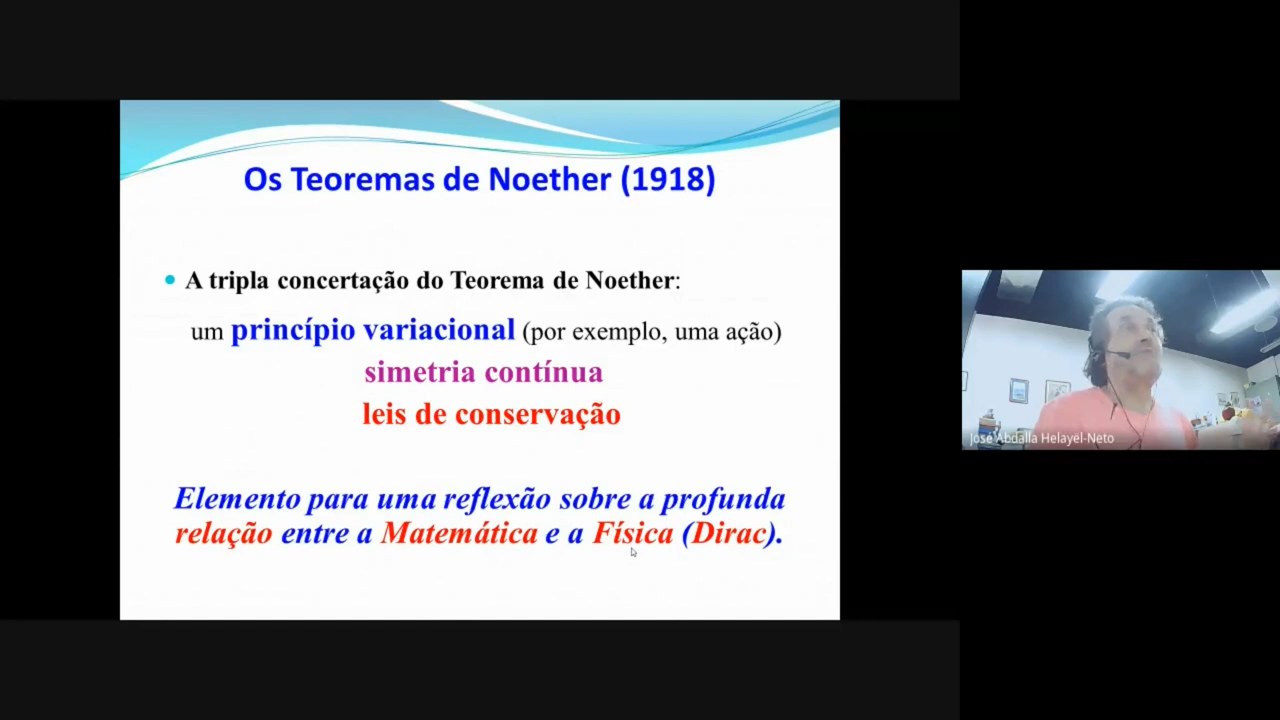 Os Teoremas de Noether (1918)
• A tripla concertação do Teorema de Noether:
um princípio variacional (por exemplo, uma ação)
simetria contínua
leis de conservação
Elemento para uma reflexão sobre a profunda
relação entre a Matemática e a Física (Dirac).
José Abdalla Helayël-Neto